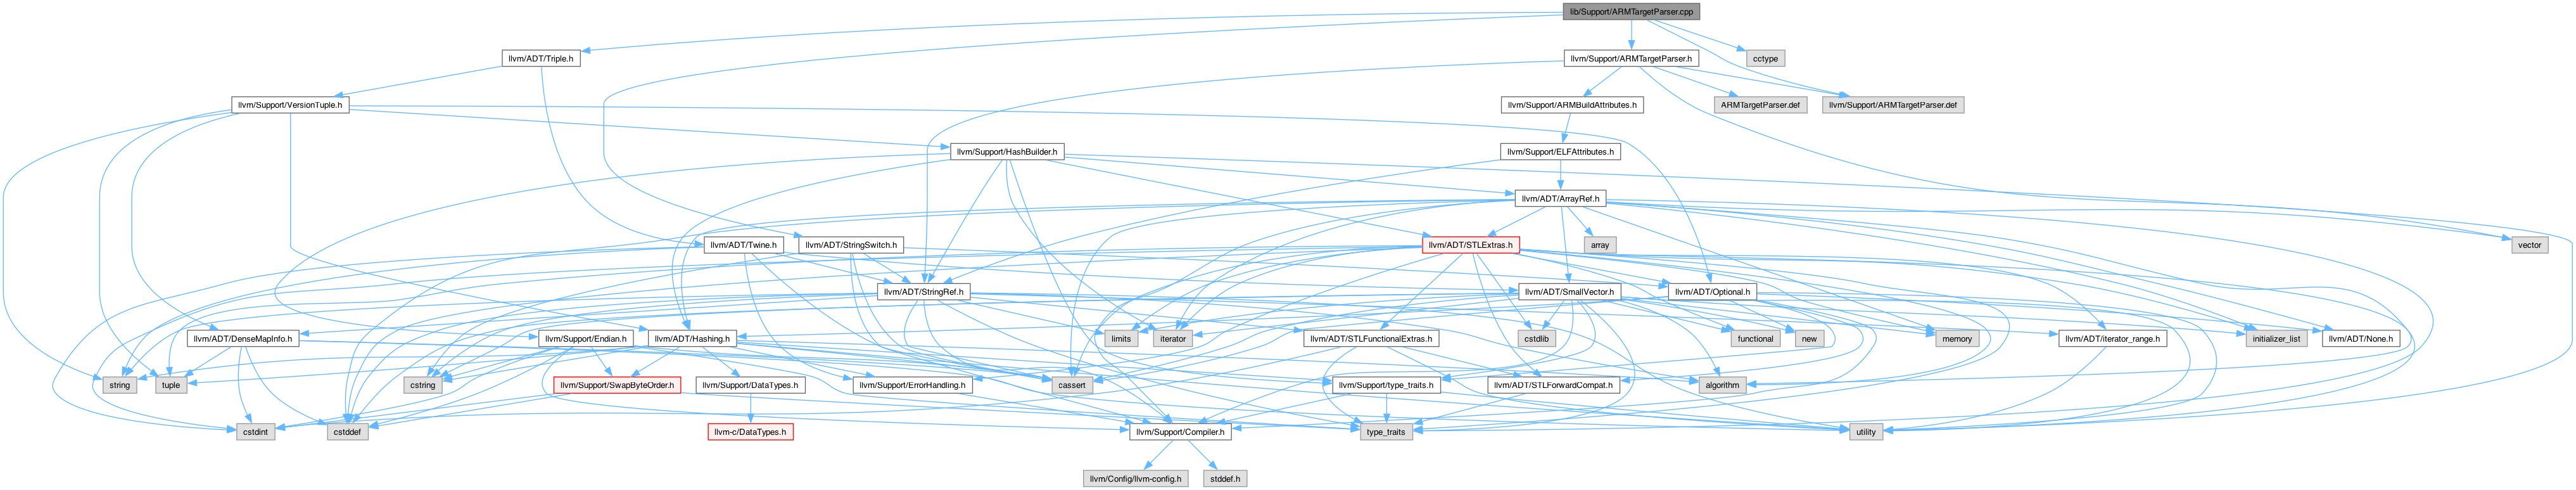 lib/Support/ARMTargetParser.cpp
llvm/ADT/Triple.h
llvm/Support/ARMTargetParser.h
cctype
llvm/Support/VersionTuple.h
llvm/Support/ARMBuildAttributes.h
ARMTargetParser.def
llvm/Support/ARMTargetParser.def
llvm/Support/HashBuilder.h
llvm/Support/ELFAttributes.h
llvm/ADT/ArrayRef.h
llvm/ADT/Twine.h
llvm/ADT/StringSwitch.h
llvm/ADT/STLExtras.h
array
vector
llvm/ADT/StringRef.h
llvm/ADT/SmallVector.h
llvm/ADT/Optional.h
llvm/ADT/DenseMapInfo.h
llvm/Support/Endian.h
llvm/ADT/Hashing.h
limits
iterator
llvm/ADT/STLFunctionalExtras.h
cstdlib
functional
new
memory
llvm/ADT/iterator_range.h
initializer_list
llvm/ADT/None.h
string
tuple
cstring
llvm/Support/SwapByteOrder.h
llvm/Support/DataTypes.h
llvm/Support/ErrorHandling.h
cassert
llvm/Support/type_traits.h
llvm/ADT/STLForwardCompat.h
algorithm
cstdint
cstddef
llvm-c/DataTypes.h
llvm/Support/Compiler.h
type_traits
utility
llvm/Config/llvm-config.h
stddef.h